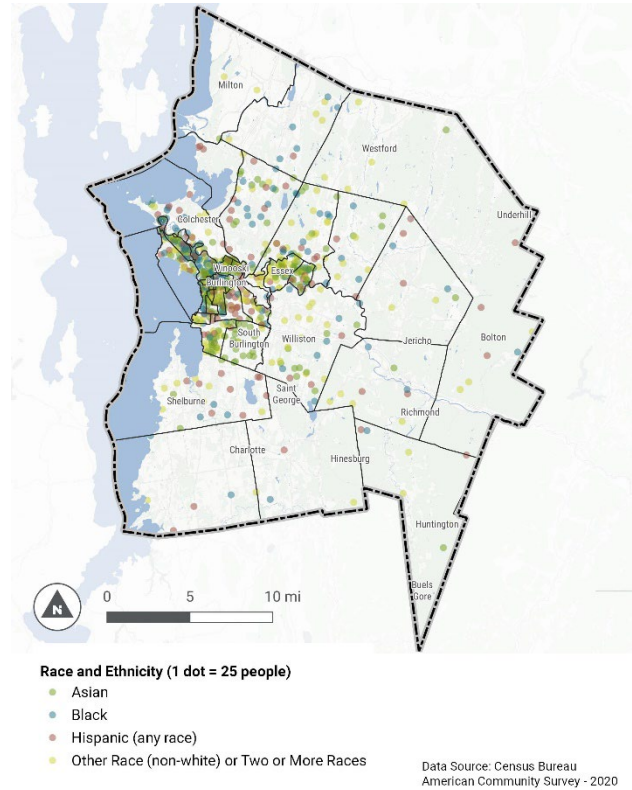 Milton
Westford
Underhill
Colchester
Winooski
Essex
Burlington
South
Burlington
Williston
Jericho
Bolton
Saint
George
Shelburne
Richmond
Charlotte
Hinesburg
Huntington
Buels
Gore
N
0 5 10 mi
Race and Ethnicity (1 dot = 25 people)
Asian
Black
Hispanic (any race)
Other Race (non-white) or Two or More Races
Data Source: Census Bureau
American Community Survey - 2020